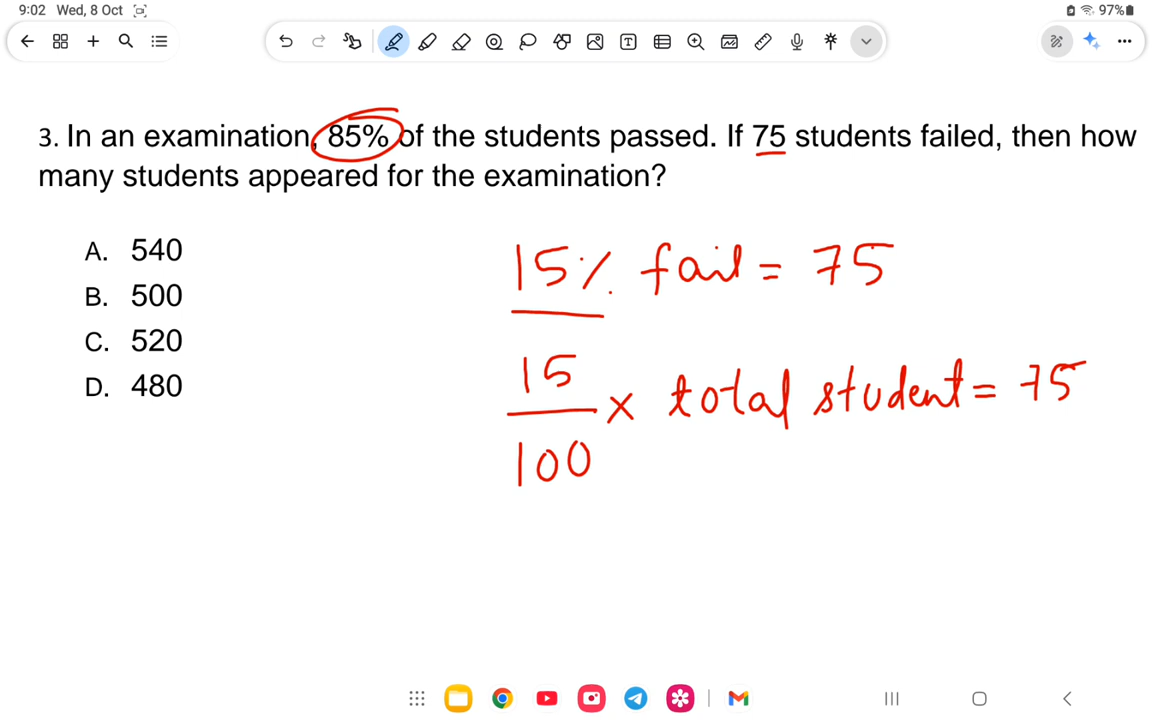 9:02 Wed, 8 Oct 97%
3. In an examination, 85% of the students passed. If 75 students failed, then how
many students appeared for the examination?
A. 540
B. 500
C. 520
D. 480
15% fail = 75
15
100
× total student = 75